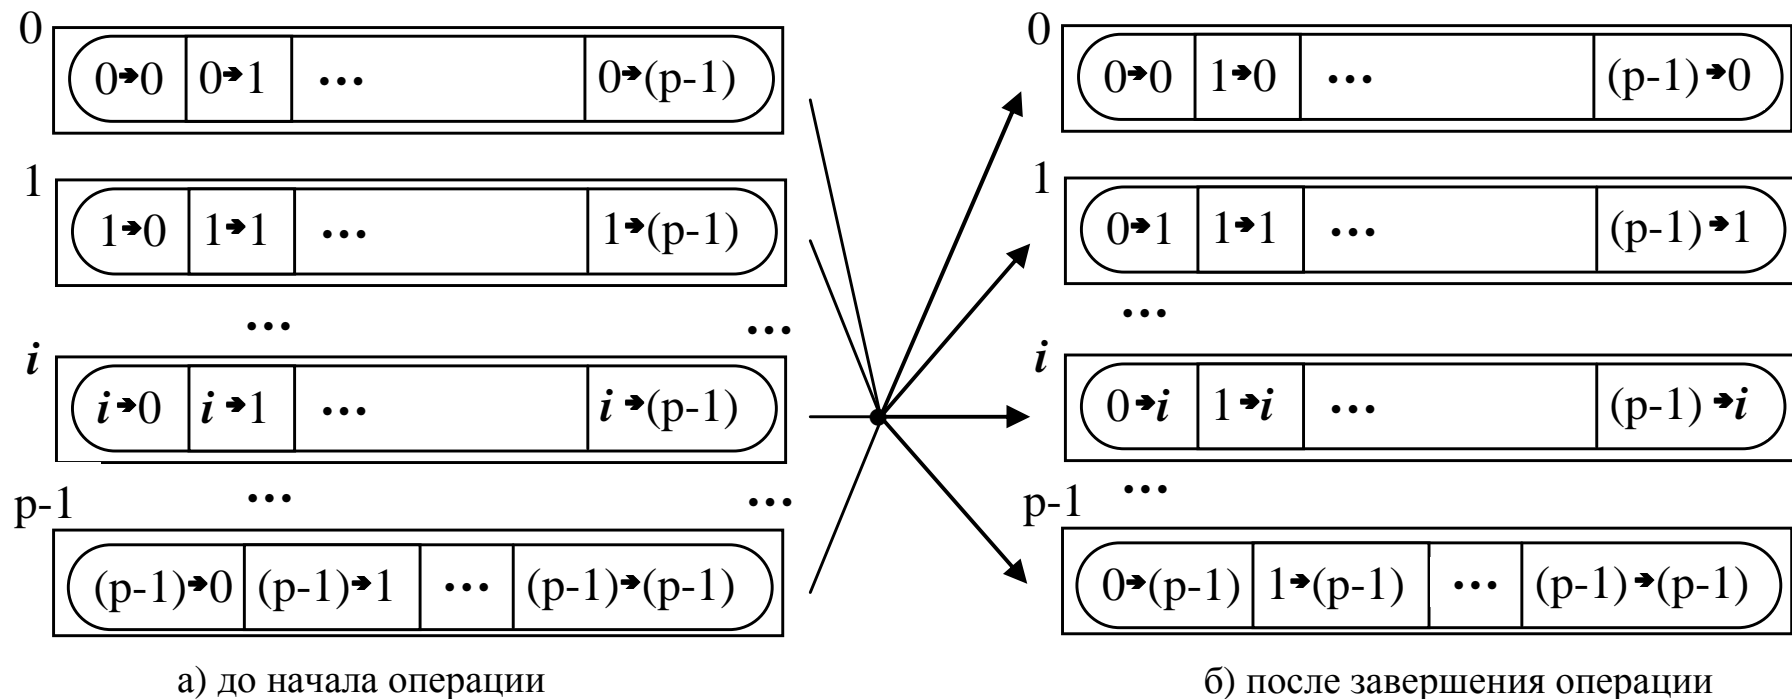 0
0➔0 0➔1 ... 0➔(p-1)
1
1➔0 1➔1 ... 1➔(p-1)
... ...
i
i➔0 i➔1 ... i➔(p-1)
... ...
p-1
(p-1)➔0 (p-1)➔1 ... (p-1)➔(p-1)
а) до начала операции
0
0➔0 1➔0 ... (p-1)➔0
1
0➔1 1➔1 ... (p-1)➔1
...
i
0➔i 1➔i ... (p-1)➔i
...
p-1
0➔(p-1) 1➔(p-1) ... (p-1)➔(p-1)
б) после завершения операции